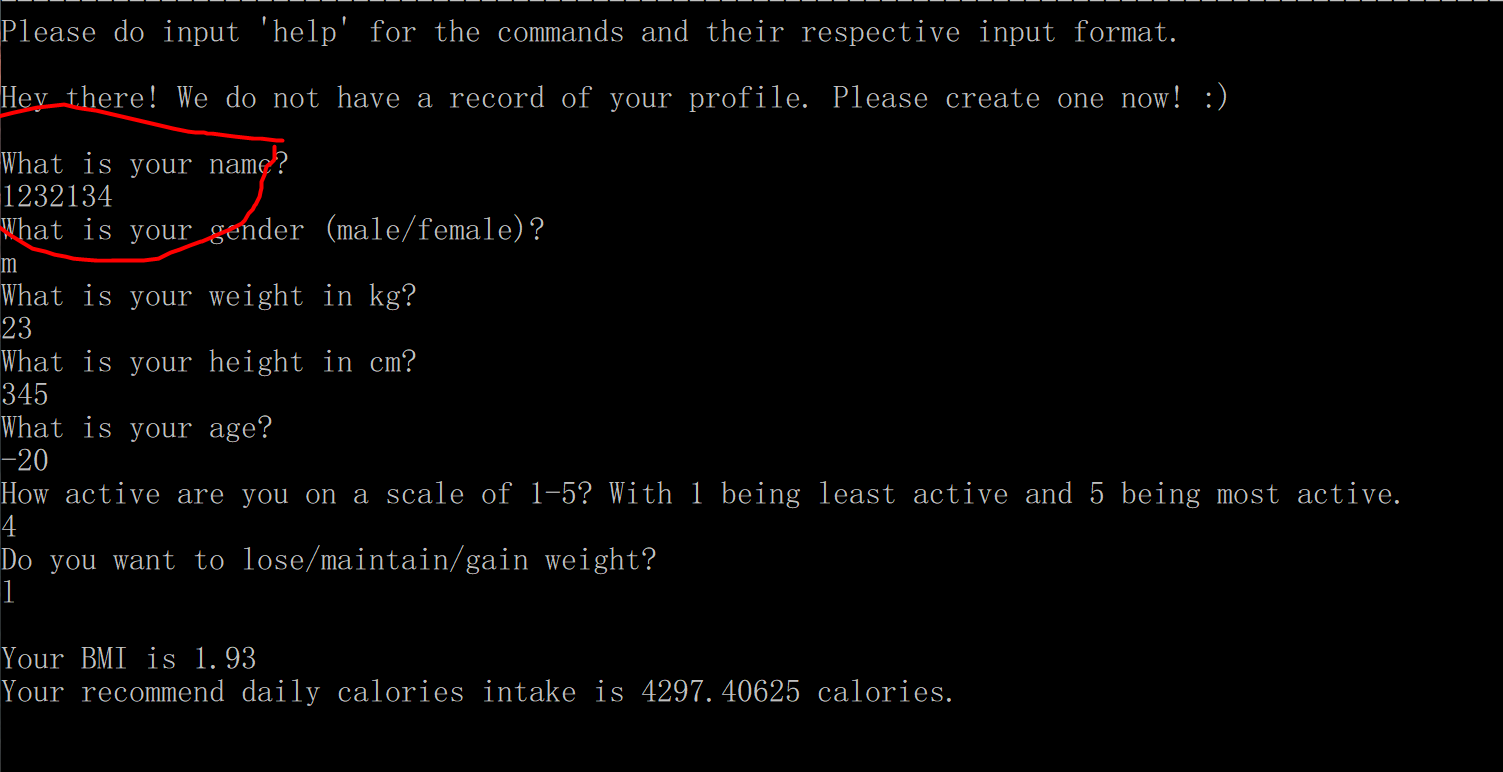 Please do input 'help' for the commands and their respective input format.
Hey there! We do not have a record of your profile. Please create one now! :)
What is your name?
1232134
What is your gender (male/female)?
m
What is your weight in kg?
23
What is your height in cm?
345
What is your age?
-20
How active are you on a scale of 1-5? With 1 being least active and 5 being most active.
4
Do you want to lose/maintain/gain weight?
l
Your BMI is 1.93
Your recommend daily calories intake is 4297.40625 calories.